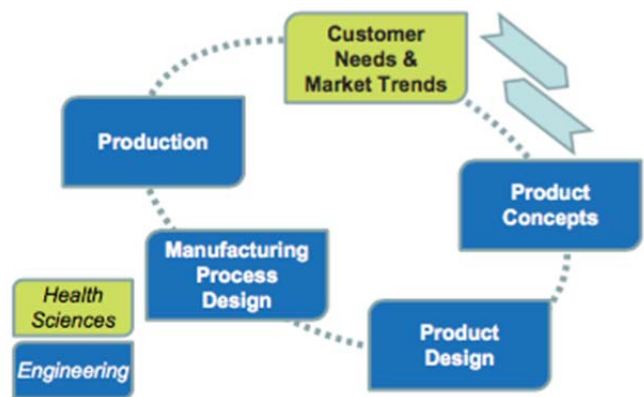 Customer
Needs &
Market Trends
Production
Product
Concepts
Manufacturing
Process
Design
Product
Design
Health
Sciences
Engineering